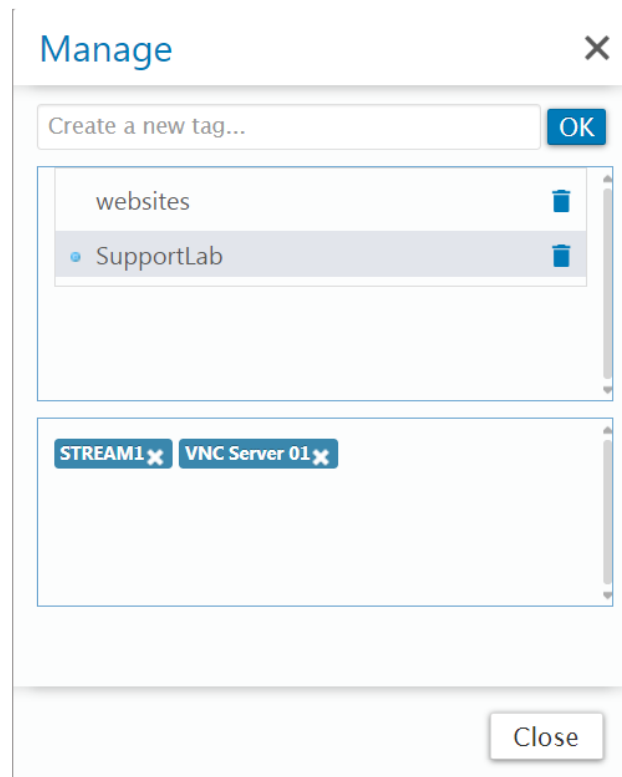 Manage
Create a new tag...
OK
websites
SupportLab
STREAM1 VNC Server 01
Close